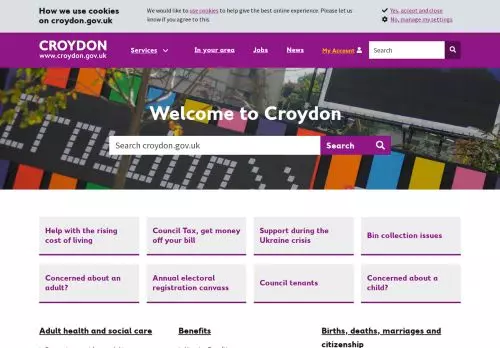 How we use cookies
on croydon.gov.uk
We would like to use cookies to help give the best online experience. Please let us
know if you agree to this.
Yes, accept and close
No, manage my settings
CROYDON
www.croydon.gov.uk
Services
In your area
Jobs
News
My Account
Search
CROYDON
Welcome to Croydon
Search croydon.gov.uk
Search
Help with the rising
cost of living
Council Tax, get money
off your bill
Support during the
Ukraine crisis
Bin collection issues
Concerned about an
adult?
Annual electoral
registration canvass
Council tenants
Concerned about a
child?
Adult health and social care
Benefits
Births, deaths, marriages and
citizenship